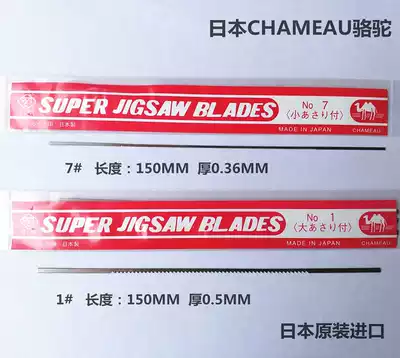 日本CHAMEAU骆驼
SUPER JIGSAW BLADES
No 7
(小あさり付)
日本製
MADE IN JAPAN
CHAMEAU
7# 长度：150MM 厚0.36MM
SUPER JIGSAW BLADES
No 1
(大あさり付)
日本製
MADE IN JAPAN
CHAMEAU
1# 长度：150MM 厚0.5MM
日本原装进口